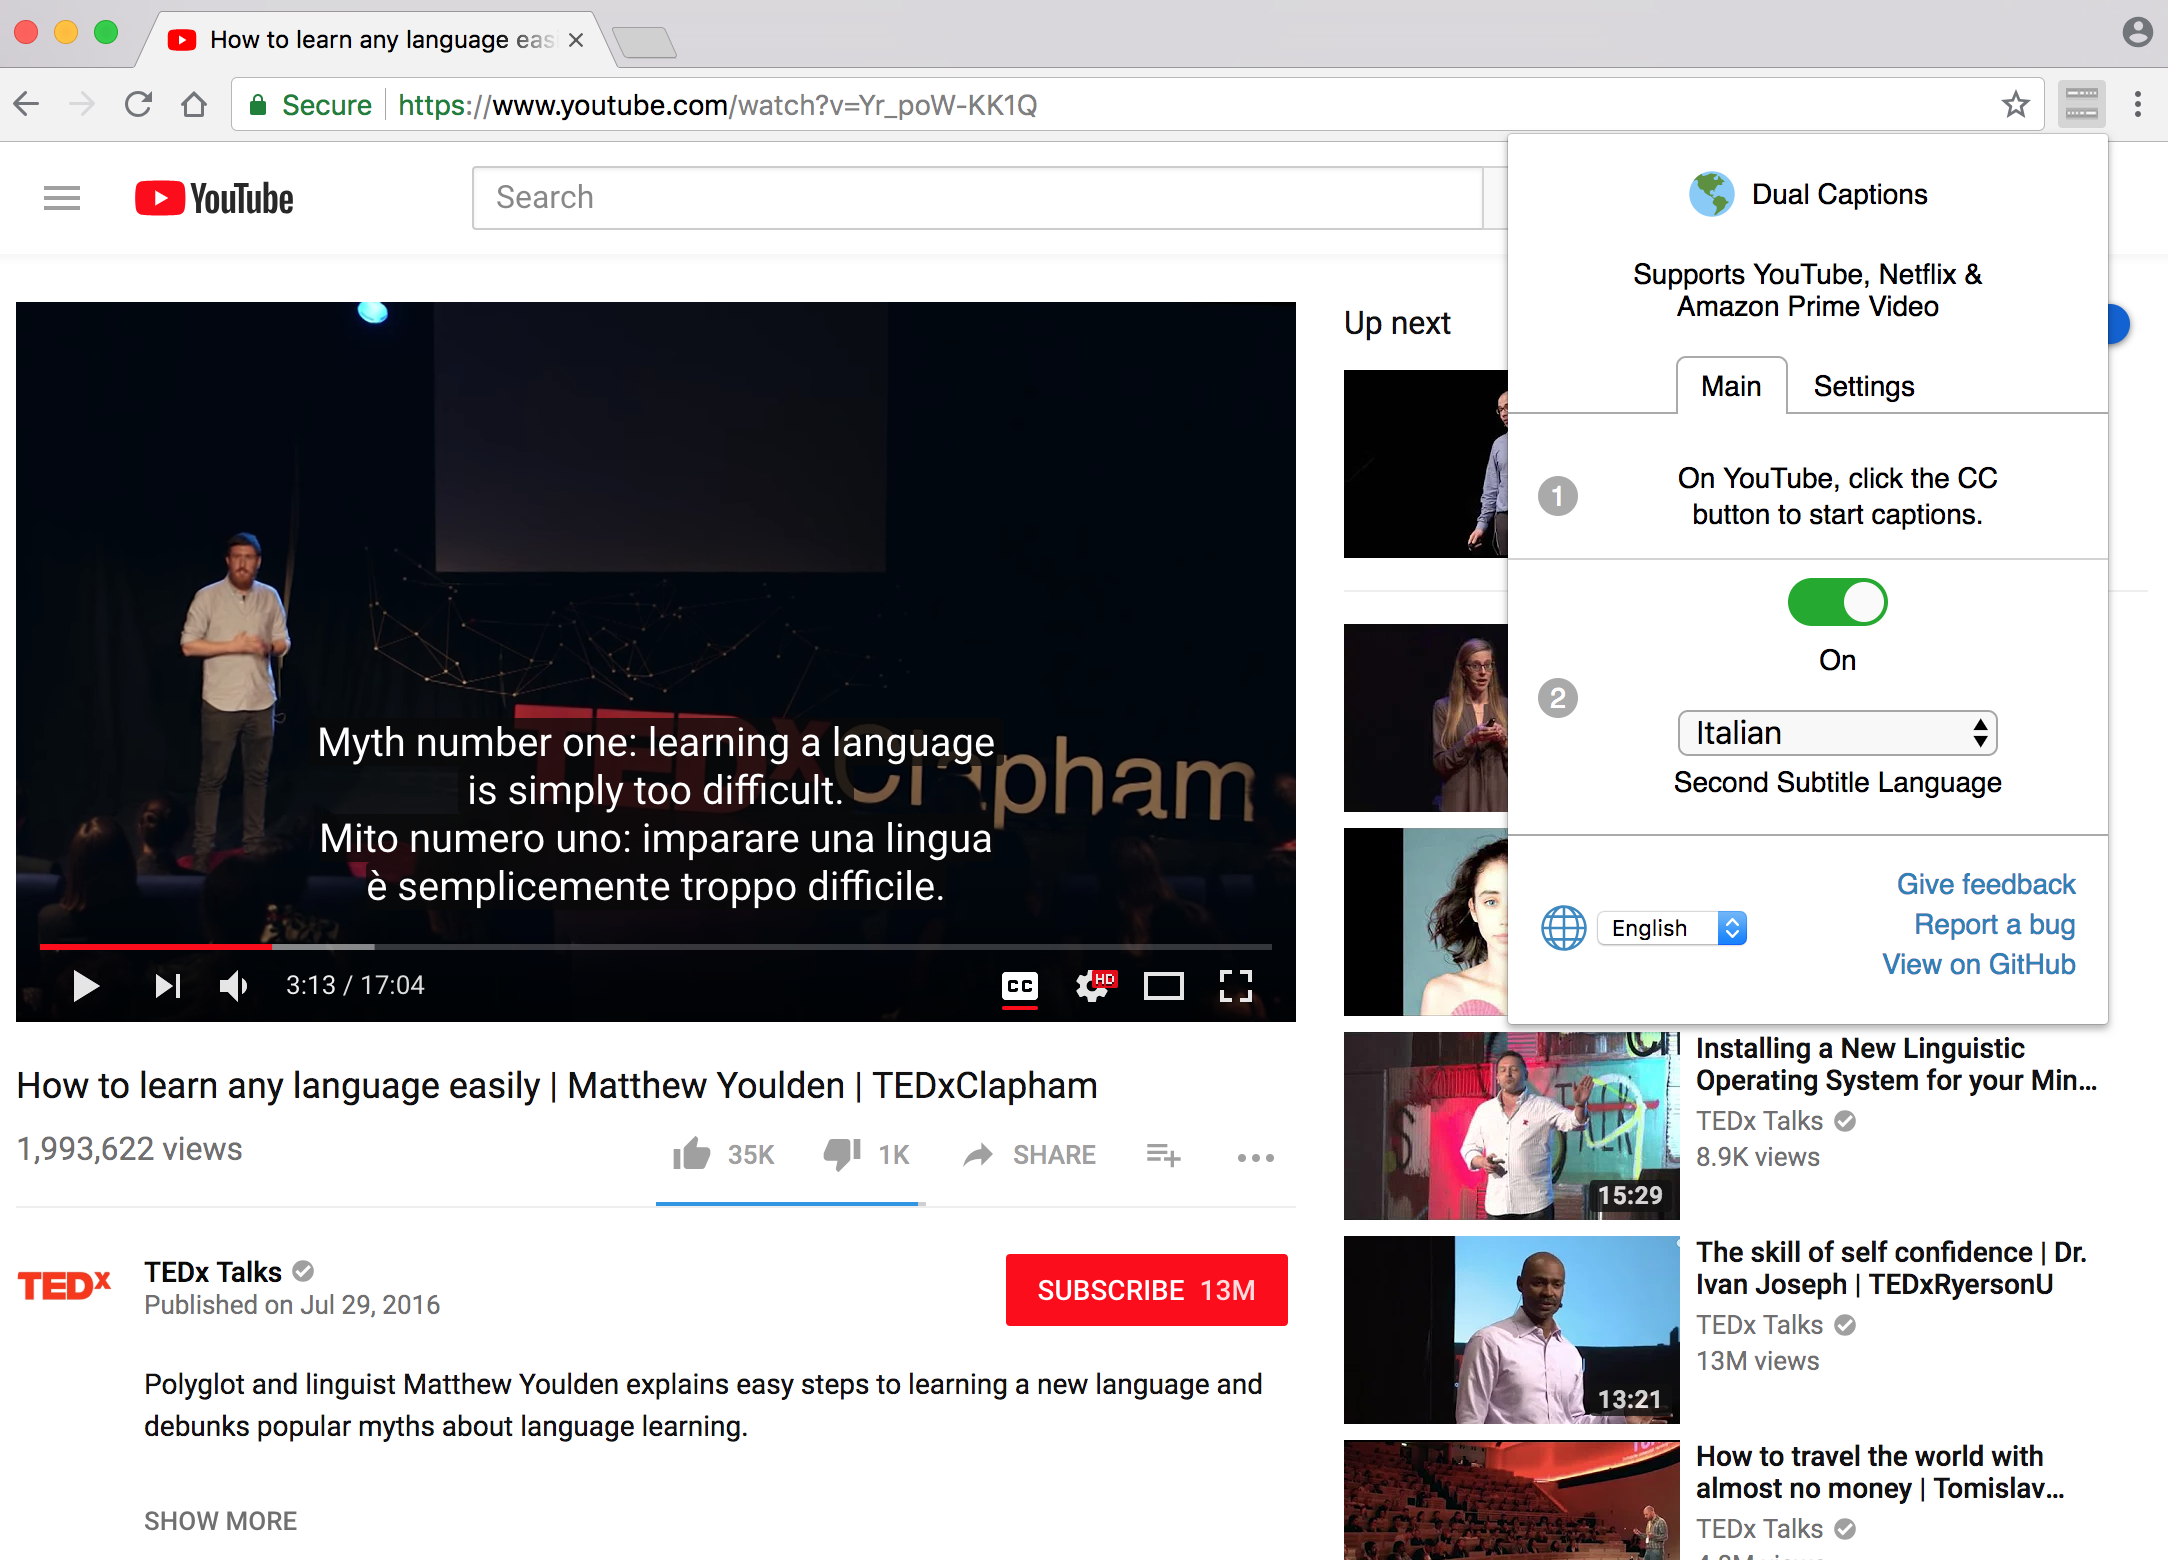 How to learn any language eas
Secure
https://www.youtube.com/watch?v=Yr_poW-KK1Q
YouTube
Search
Dual Captions
Supports YouTube, Netflix &
Amazon Prime Video
Main
Settings
1
On YouTube, click the CC
button to start captions.
2
On
Italian
Second Subtitle Language
English
Give feedback
Report a bug
View on GitHub
TEDxClapham
Myth number one: learning a language
is simply too difficult.
Mito numero uno: imparare una lingua
è semplicemente troppo difficile.
3:13 / 17:04
CC
HD
How to learn any language easily | Matthew Youlden | TEDxClapham
1,993,622 views
35K
1K
SHARE
TEDx
TEDx Talks
Published on Jul 29, 2016
SUBSCRIBE 13M
Polyglot and linguist Matthew Youlden explains easy steps to learning a new language and
debunks popular myths about language learning.
SHOW MORE
Up next
15:29
Installing a New Linguistic
Operating System for your Min...
TEDx Talks
8.9K views
13:21
The skill of self confidence | Dr.
Ivan Joseph | TEDxRyersonU
TEDx Talks
13M views
How to travel the world with
almost no money | Tomislav...
TEDx Talks